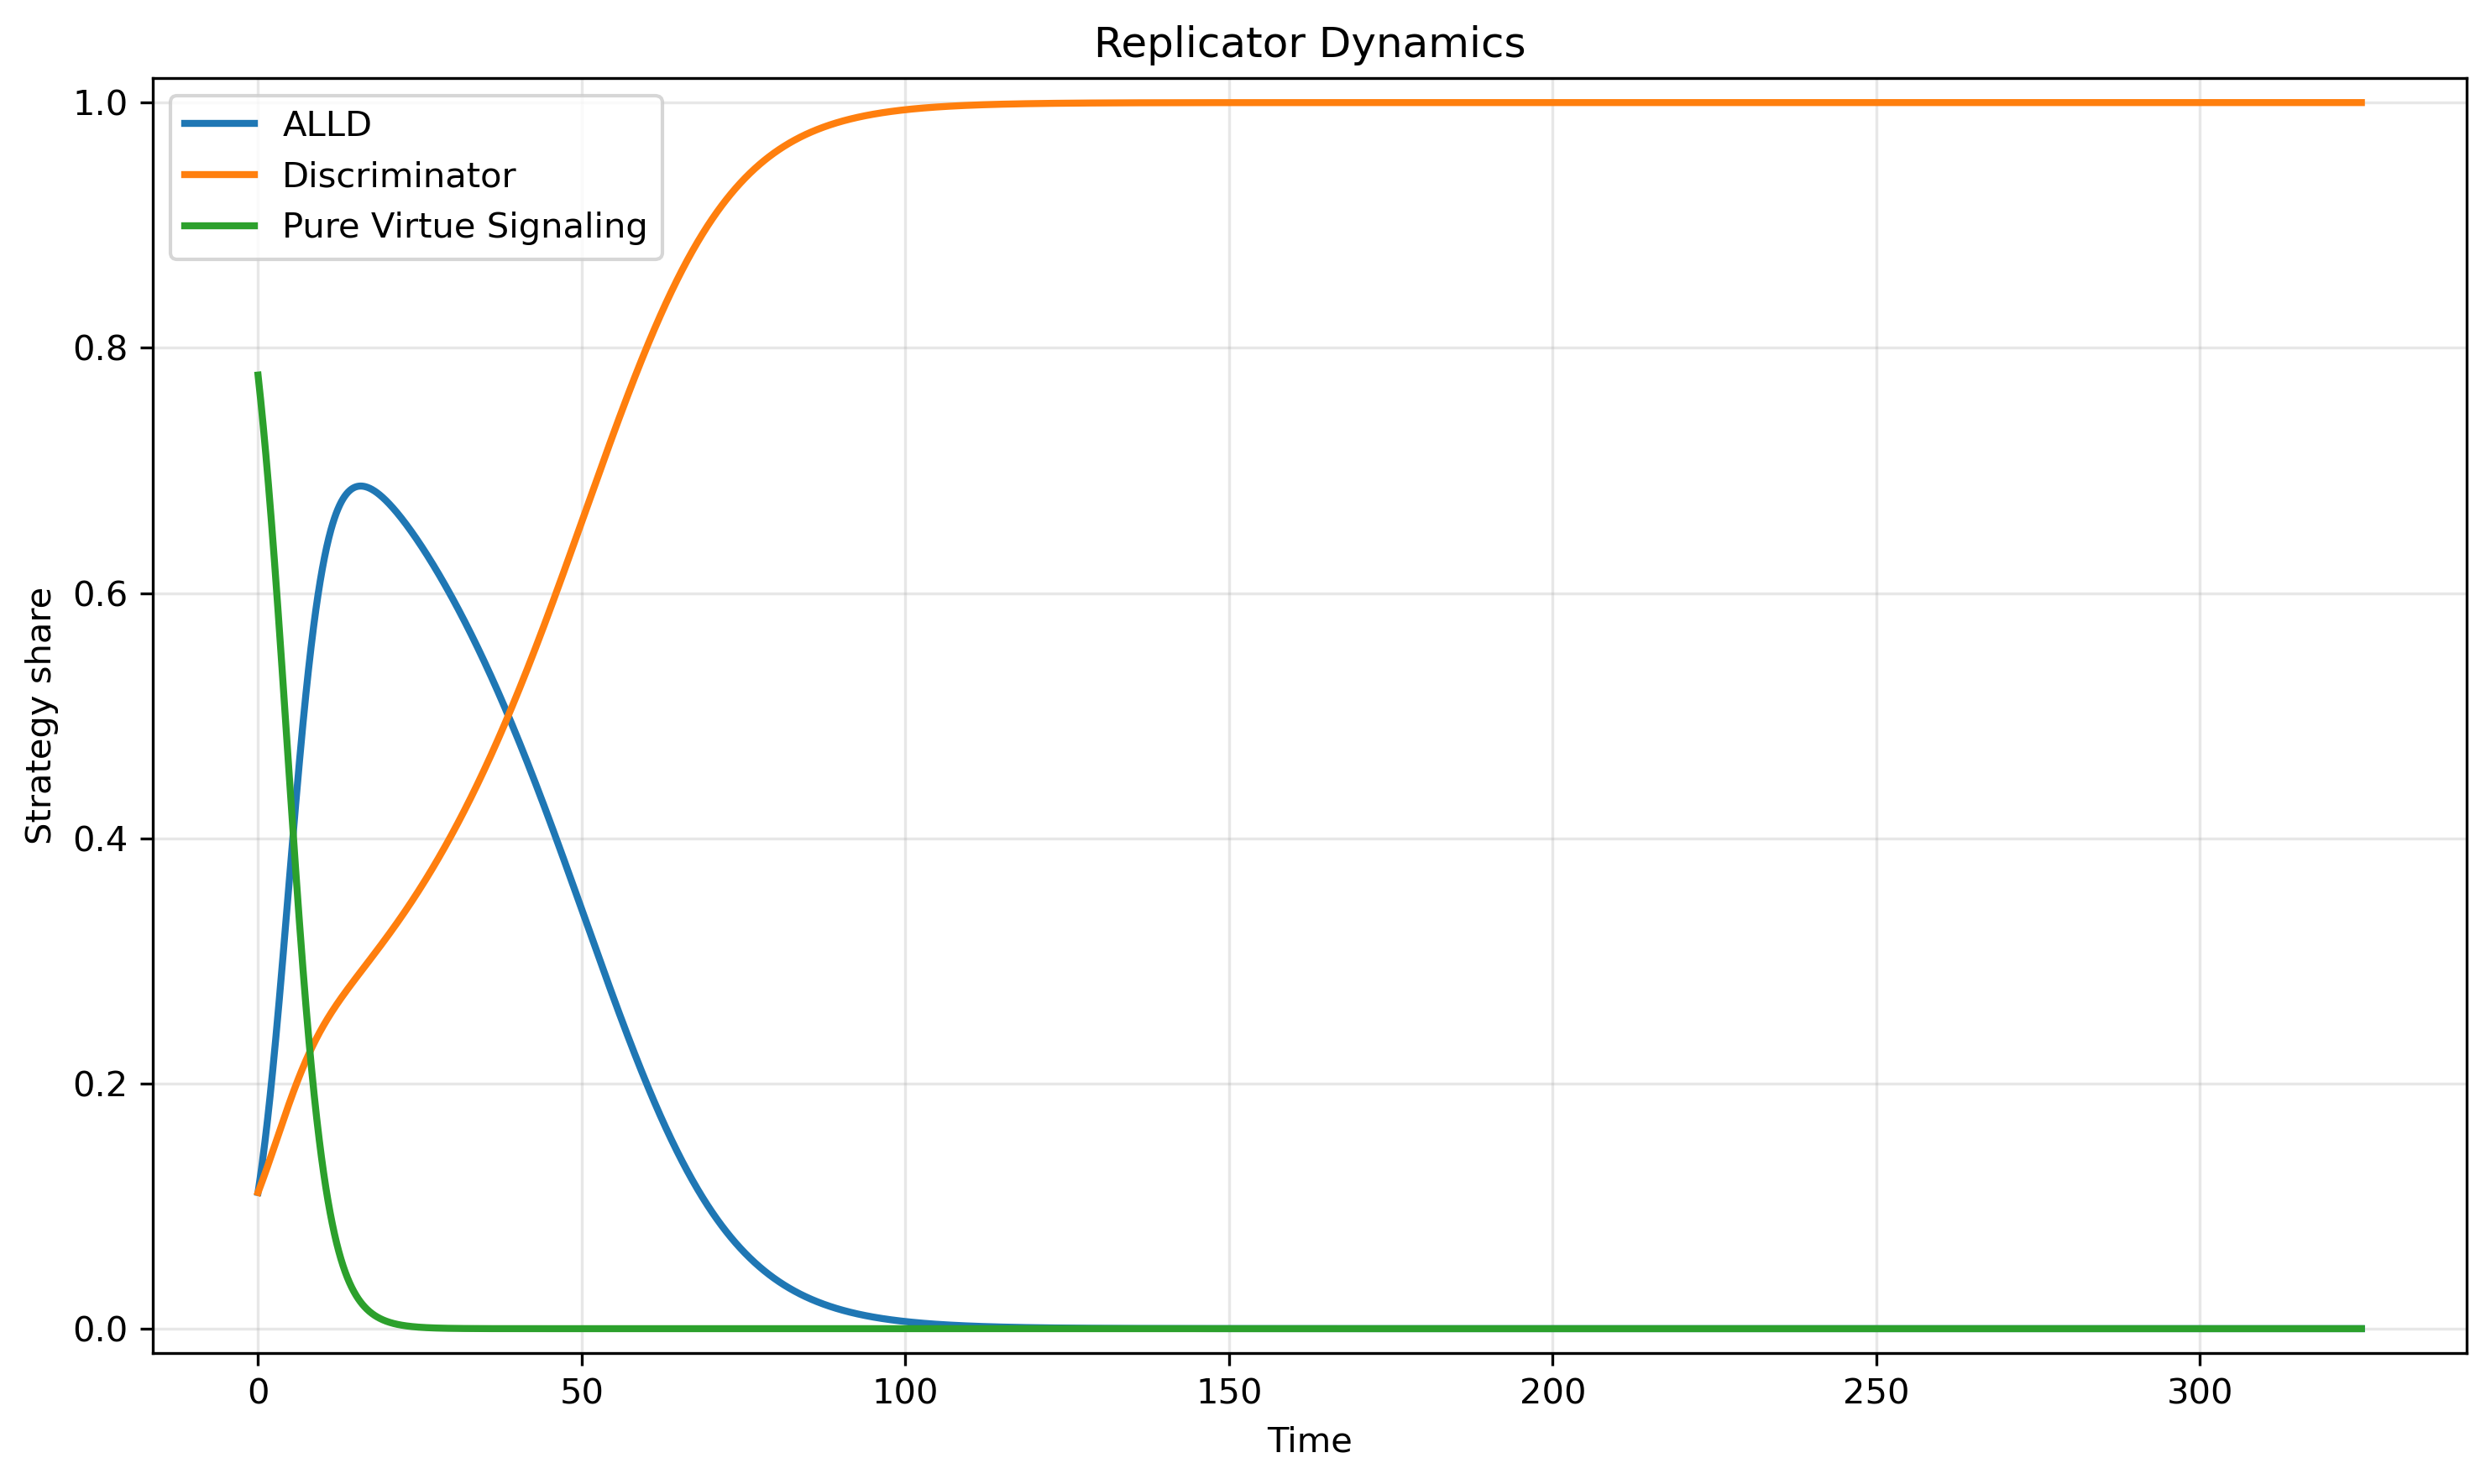 Replicator Dynamics
ALLD
Discriminator
Pure Virtue Signaling
Strategy share
1.0
0.8
0.6
0.4
0.2
0.0
0 50 100 150 200 250 300
Time